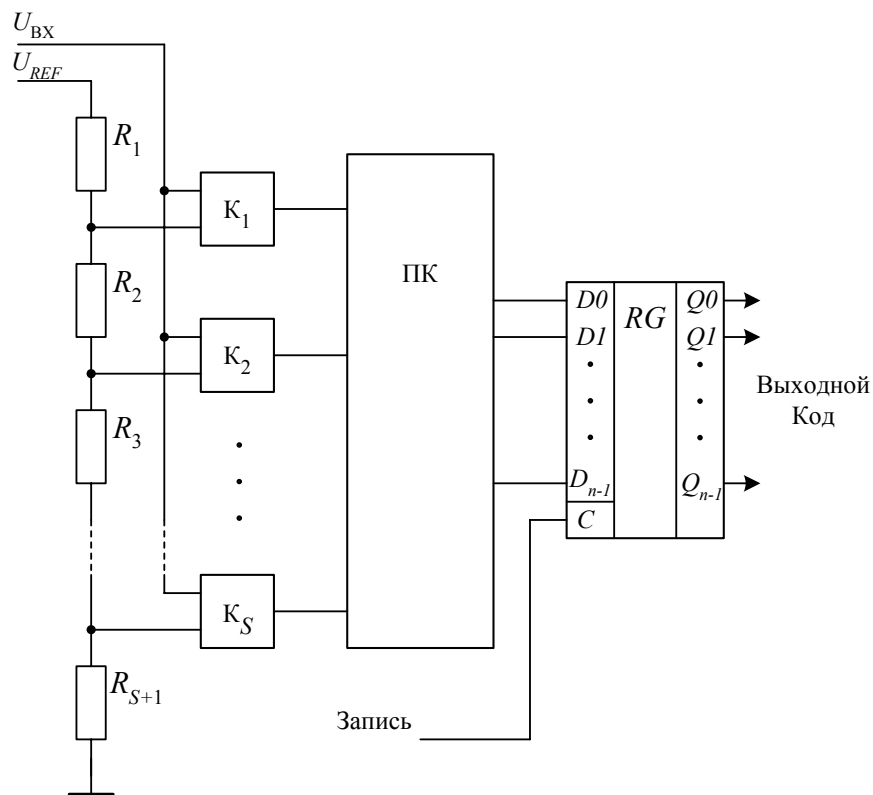 U_ВХ
U_REF
R_1
К_1
ПК
R_2
D0 RG Q0
D1 Q1
К_2
Выходной
Код
R_3
D_n-1 Q_n-1
C
К_S
R_S+1
Запись